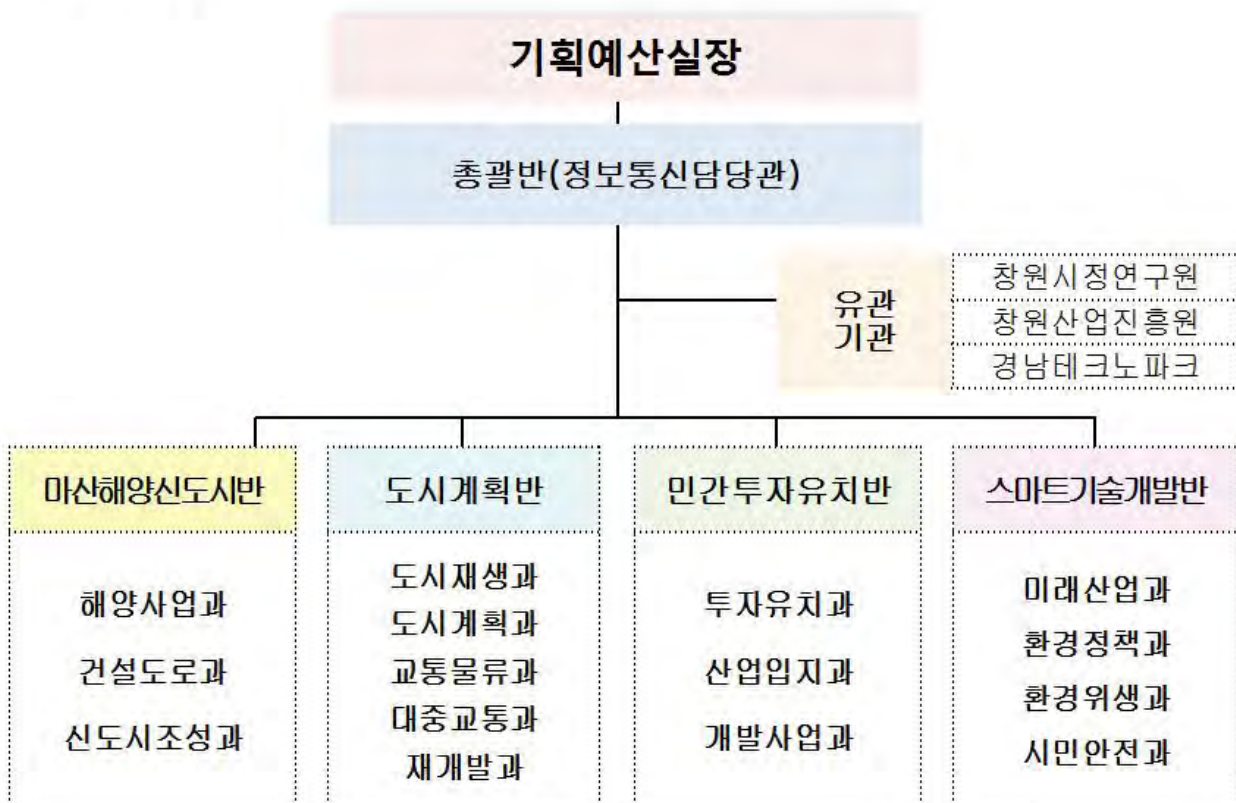 기획예산실장
총괄반(정보통신담당관)
유관
기관
창원시정연구원
창원산업진흥원
경남테크노파크
마산해양신도시반
해양사업과
건설도로과
신도시조성과
도시계획반
도시재생과
도시계획과
교통물류과
대중교통과
재개발과
민간투자유치반
투자유치과
산업입지과
개발사업과
스마트기술개발반
미래산업과
환경정책과
환경위생과
시민안전과